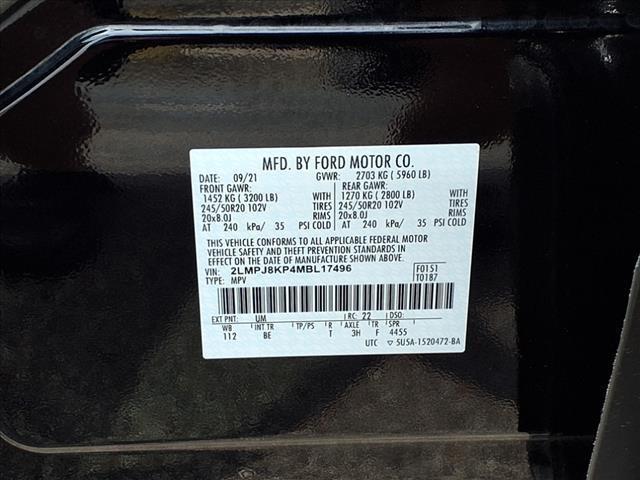 MFD. BY FORD MOTOR CO.
DATE: 09/21 GVWR: 2703 KG ( 5960 LB)
FRONT GAWR: REAR GAWR:
1452 KG ( 3200 LB) WITH 1270 KG ( 2800 LB) WITH
245/50R20 102V TIRES 245/50R20 102V TIRES
20x8.0J RIMS 20x8.0J RIMS
AT 240 kPa/ 35 PSI COLD AT 240 kPa/ 35 PSI COLD
THIS VEHICLE CONFORMS TO ALL APPLICABLE FEDERAL MOTOR
VEHICLE SAFETY AND THEFT PREVENTION STANDARDS
IN EFFECT ON THE DATE OF MANUFACTURE SHOWN ABOVE.
VIN: 2LMPJ8KP4MBL17496 F0151
TYPE: MPV T0187
EXT PNT: UM RC: 22 DSO:
WB INT TR TP/PS R AXLE TR SPR
112 BE T 3H F 4455
UTC ▽ 5U5A-1520472-BA